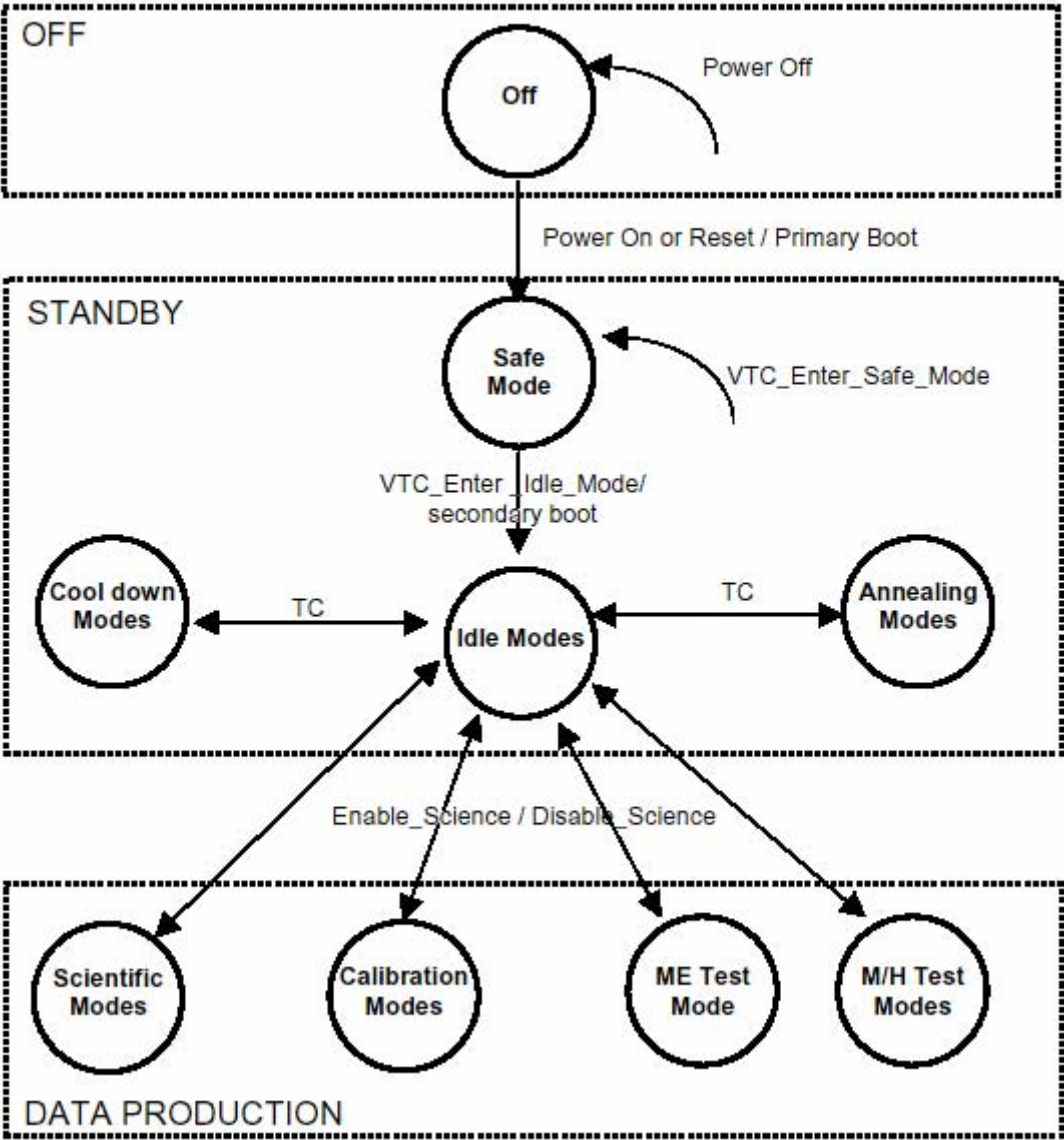 OFF
Off
Power Off
Power On or Reset / Primary Boot
STANDBY
Safe
Mode
VTC_Enter_Safe_Mode
VTC_Enter _Idle_Mode/
secondary boot
Cool down
Modes
TC
Idle Modes
TC
Annealing
Modes
Enable_Science / Disable_Science
Scientific
Modes
Calibration
Modes
ME Test
Mode
M/H Test
Modes
DATA PRODUCTION